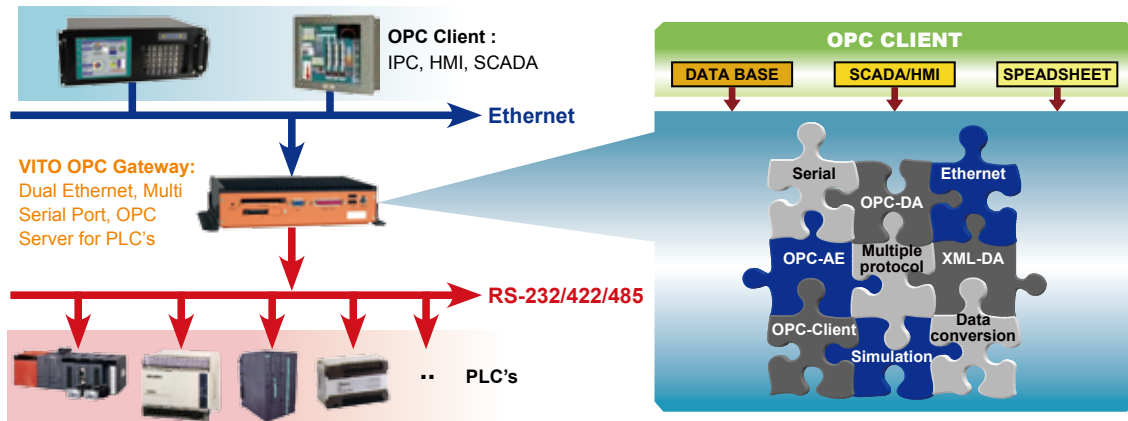 OPC Client :
IPC, HMI, SCADA
Ethernet
VITO OPC Gateway:
Dual Ethernet, Multi
Serial Port, OPC
Server for PLC's
RS-232/422/485
..
PLC's
OPC CLIENT
DATA BASE
SCADA/HMI
SPEADSHEET
Serial
OPC-DA
Ethernet
OPC-AE
Multiple
protocol
XML-DA
OPC-Client
Simulation
Data
conversion